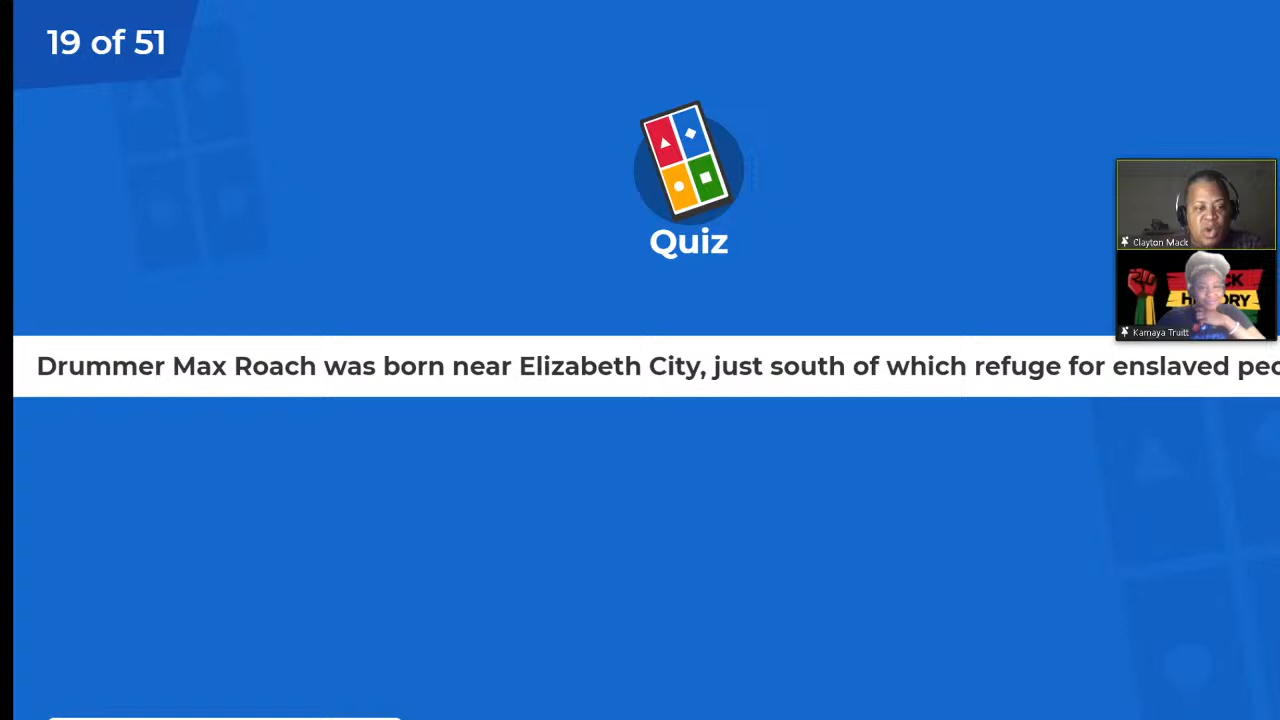 19 of 51
Quiz
Clayton Mack
Drummer Max Roach was born near Elizabeth City, just south of which refuge for enslaved
Kamaya Truitt